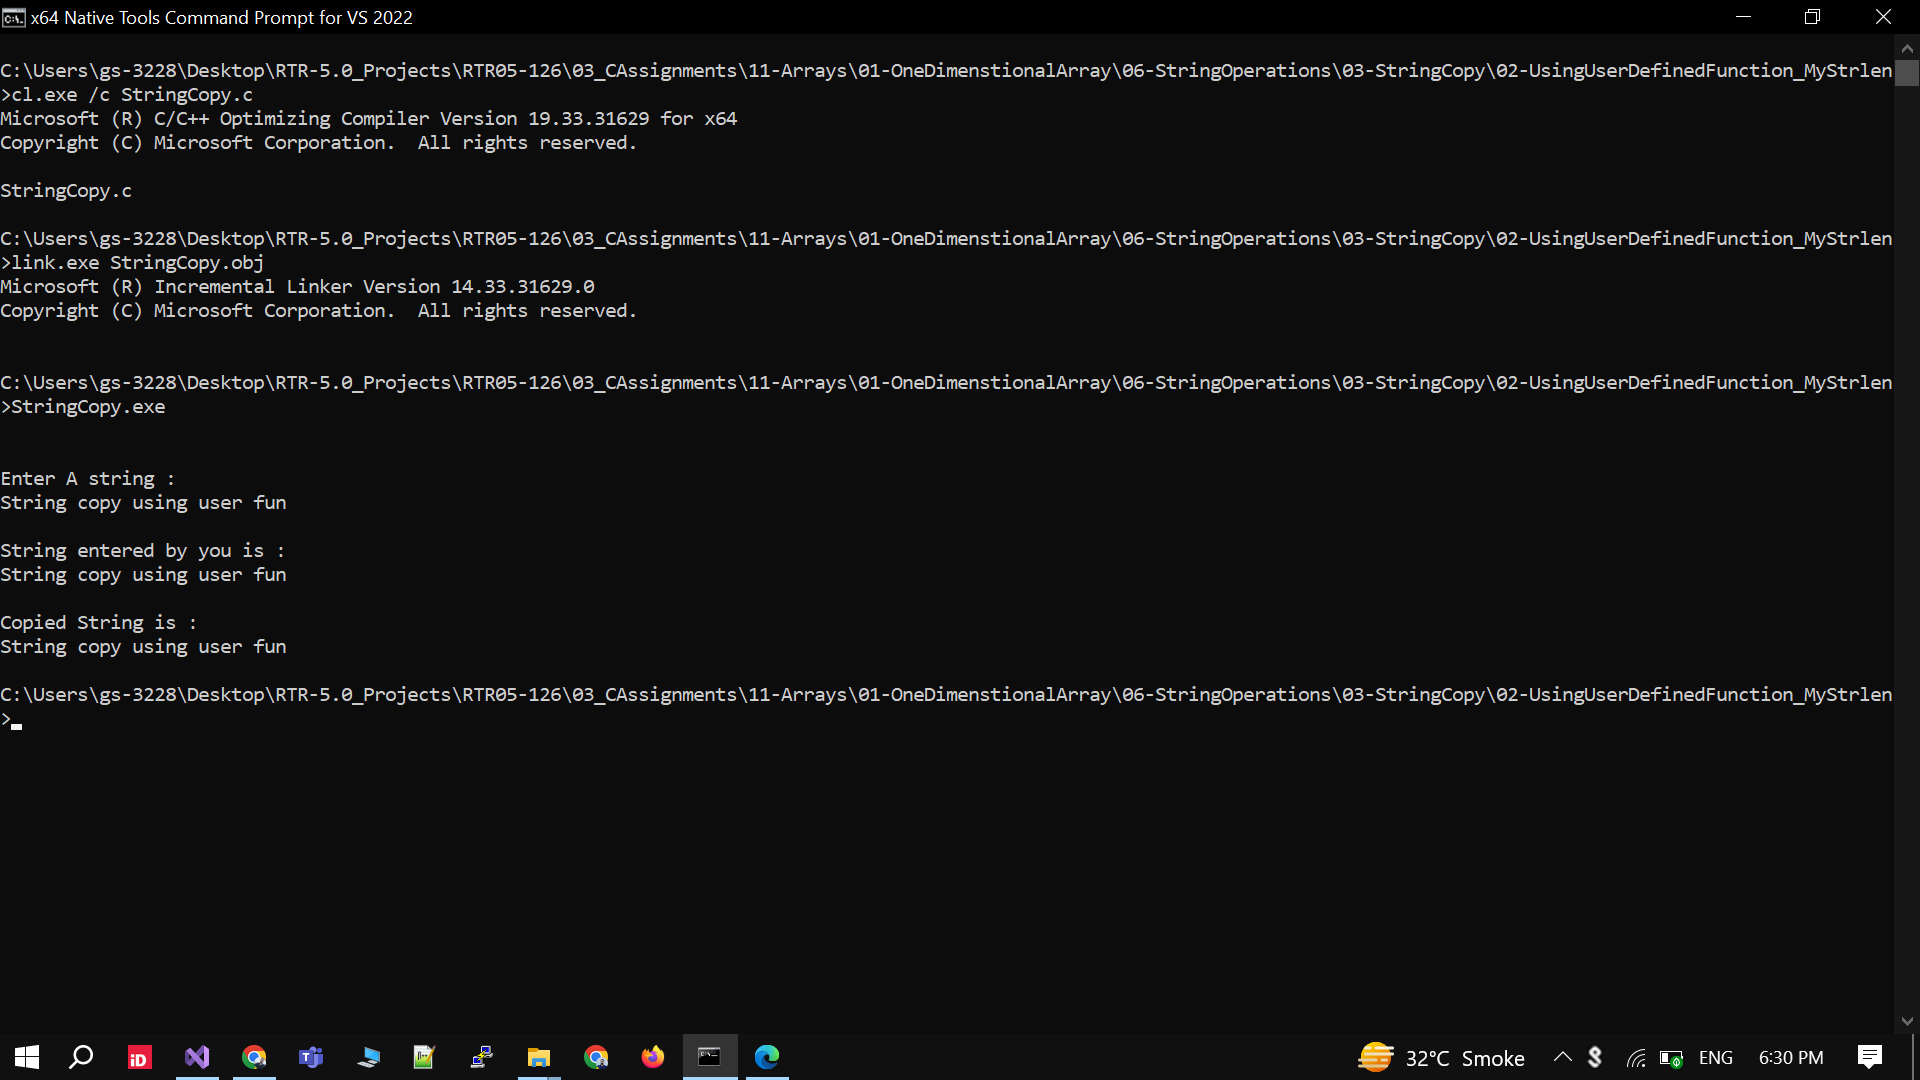 x64 Native Tools Command Prompt for VS 2022
C:\Users\gs-3228\Desktop\RTR-5.0_Projects\RTR05-126\03_CAssignments\11-Arrays\01-OneDimenstionalArray\06-StringOperations\03-StringCopy\02-UsingUserDefinedFunction_MyStrlen
>cl.exe /c StringCopy.c
Microsoft (R) C/C++ Optimizing Compiler Version 19.33.31629 for x64
Copyright (C) Microsoft Corporation.  All rights reserved.
StringCopy.c
C:\Users\gs-3228\Desktop\RTR-5.0_Projects\RTR05-126\03_CAssignments\11-Arrays\01-OneDimenstionalArray\06-StringOperations\03-StringCopy\02-UsingUserDefinedFunction_MyStrlen
>link.exe StringCopy.obj
Microsoft (R) Incremental Linker Version 14.33.31629.0
Copyright (C) Microsoft Corporation.  All rights reserved.
C:\Users\gs-3228\Desktop\RTR-5.0_Projects\RTR05-126\03_CAssignments\11-Arrays\01-OneDimenstionalArray\06-StringOperations\03-StringCopy\02-UsingUserDefinedFunction_MyStrlen
>StringCopy.exe
Enter A string :
String copy using user fun
String entered by you is :
String copy using user fun
Copied String is :
String copy using user fun
C:\Users\gs-3228\Desktop\RTR-5.0_Projects\RTR05-126\03_CAssignments\11-Arrays\01-OneDimenstionalArray\06-StringOperations\03-StringCopy\02-UsingUserDefinedFunction_MyStrlen
>
iD
32°C Smoke
ENG
6:30 PM